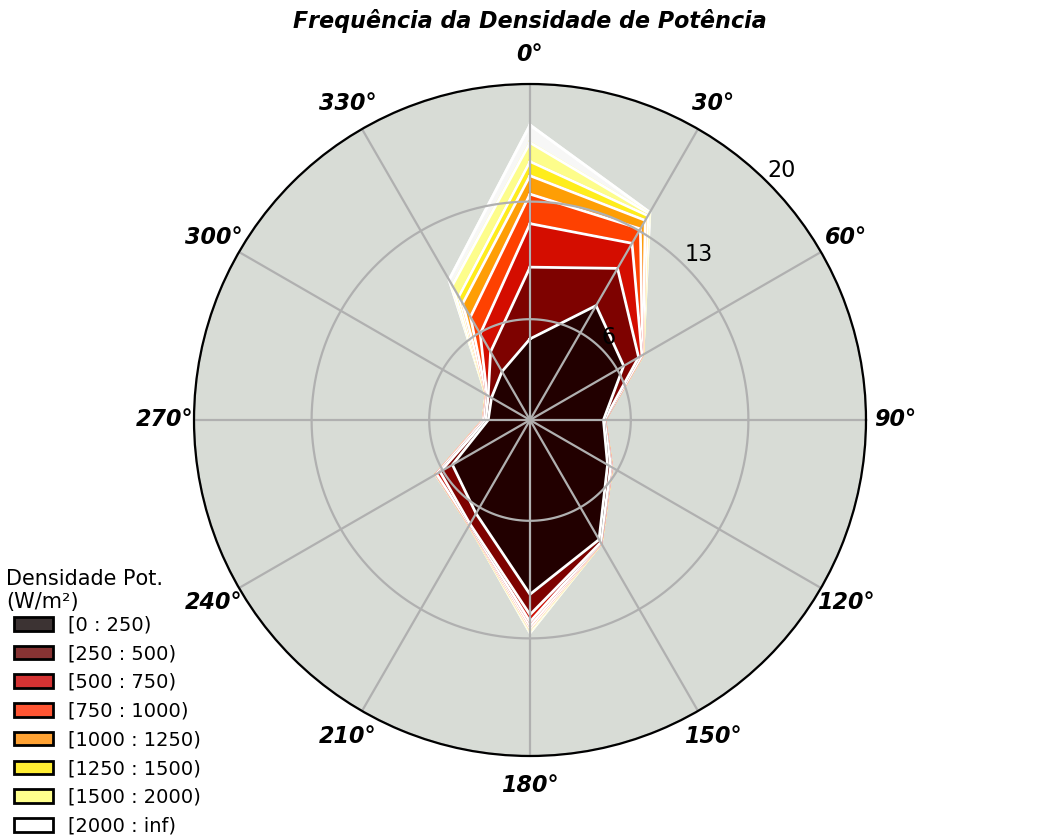 Frequência da Densidade de Potência
0°
330°
30°
20
300°
60°
13
6
270°
90°
240°
120°
210°
150°
180°
Densidade Pot.
(W/m²)
[0 : 250)
[250 : 500)
[500 : 750)
[750 : 1000)
[1000 : 1250)
[1250 : 1500)
[1500 : 2000)
[2000 : inf)